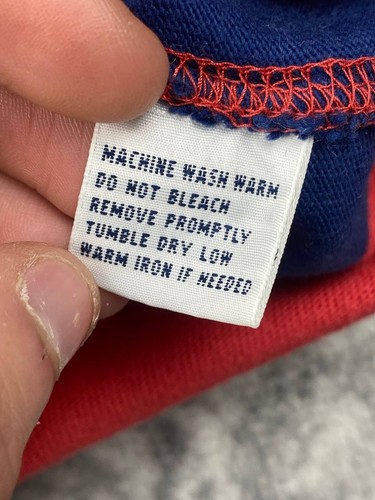 MACHINE WASH WARM
DO NOT BLEACH
REMOVE PROMPTLY
TUMBLE DRY LOW
WARM IRON IF NEEDED